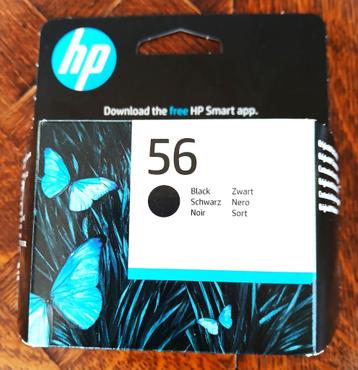 hp
Download the free HP Smart app.
56
Black Zwart
Schwarz Nero
Noir Sort